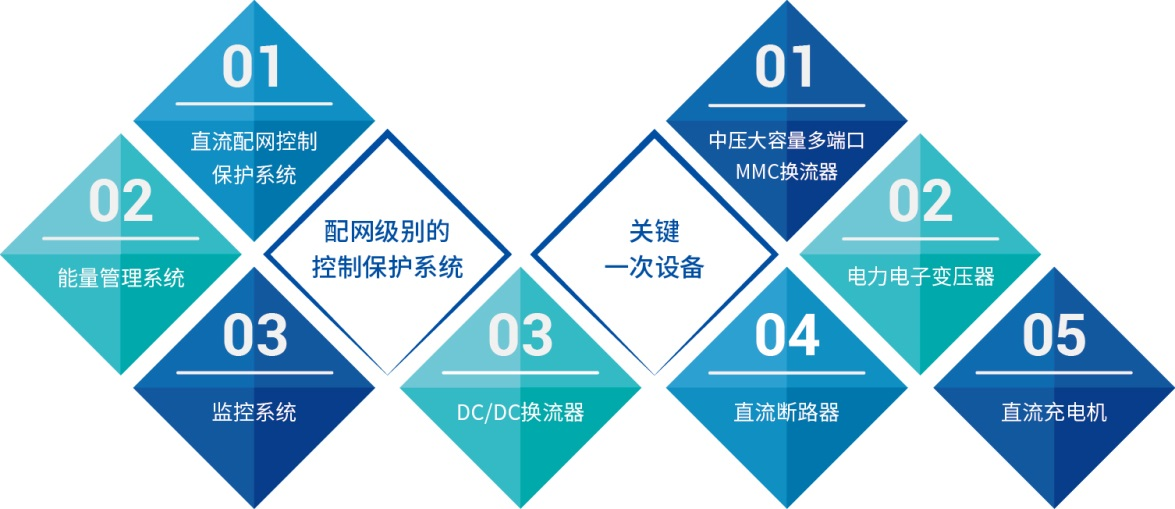 01
直流配网控制
保护系统
02
能量管理系统
03
监控系统
配网级别的
控制保护系统
关键
一次设备
01
中压大容量多端口
MMC换流器
02
电力电子变压器
03
DC/DC换流器
04
直流断路器
05
直流充电机